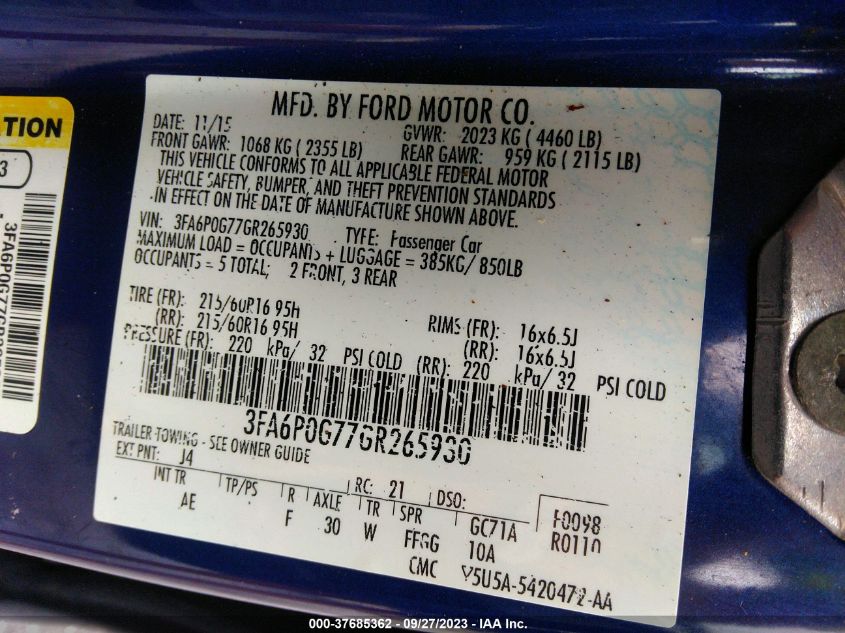 MFD. BY FORD MOTOR CO.
DATE: 11/15
GVWR: 2023 KG ( 4460 LB)
FRONT GAWR: 1068 KG ( 2355 LB)
REAR GAWR: 959 KG ( 2115 LB)
THIS VEHICLE CONFORMS TO ALL APPLICABLE FEDERAL MOTOR
VEHICLE SAFETY, BUMPER, AND THEFT PREVENTION STANDARDS
IN EFFECT ON THE DATE OF MANUFACTURE SHOWN ABOVE.
VIN: 3FA6P0G77GR265930 TYPE: Passenger Car
MAXIMUM LOAD = OCCUPANTS + LUGGAGE = 385KG/ 850LB
OCCUPANTS = 5 TOTAL; 2 FRONT, 3 REAR
TIRE (FR): 215/60R16 95H RIMS (FR): 16x6.5J
(RR): 215/60R16 95H (RR): 16x6.5J
PRESSURE (FR): 220 kPa/ 32 PSI COLD (RR): 220 kPa/ 32 PSI COLD
3FA6P0G77GR265930
TRAILER TOWING - SEE OWNER GUIDE
EXT PNT: J4 RC: 21 DSO:
INT TR TP/PS R AXLE TR SPR GC71A F0098
AE F 30 W FFGG 10A R0110
CMC
5U5A-5420472-AA
ATION
3
000-37685362 - 09/27/2023 - IAA Inc.